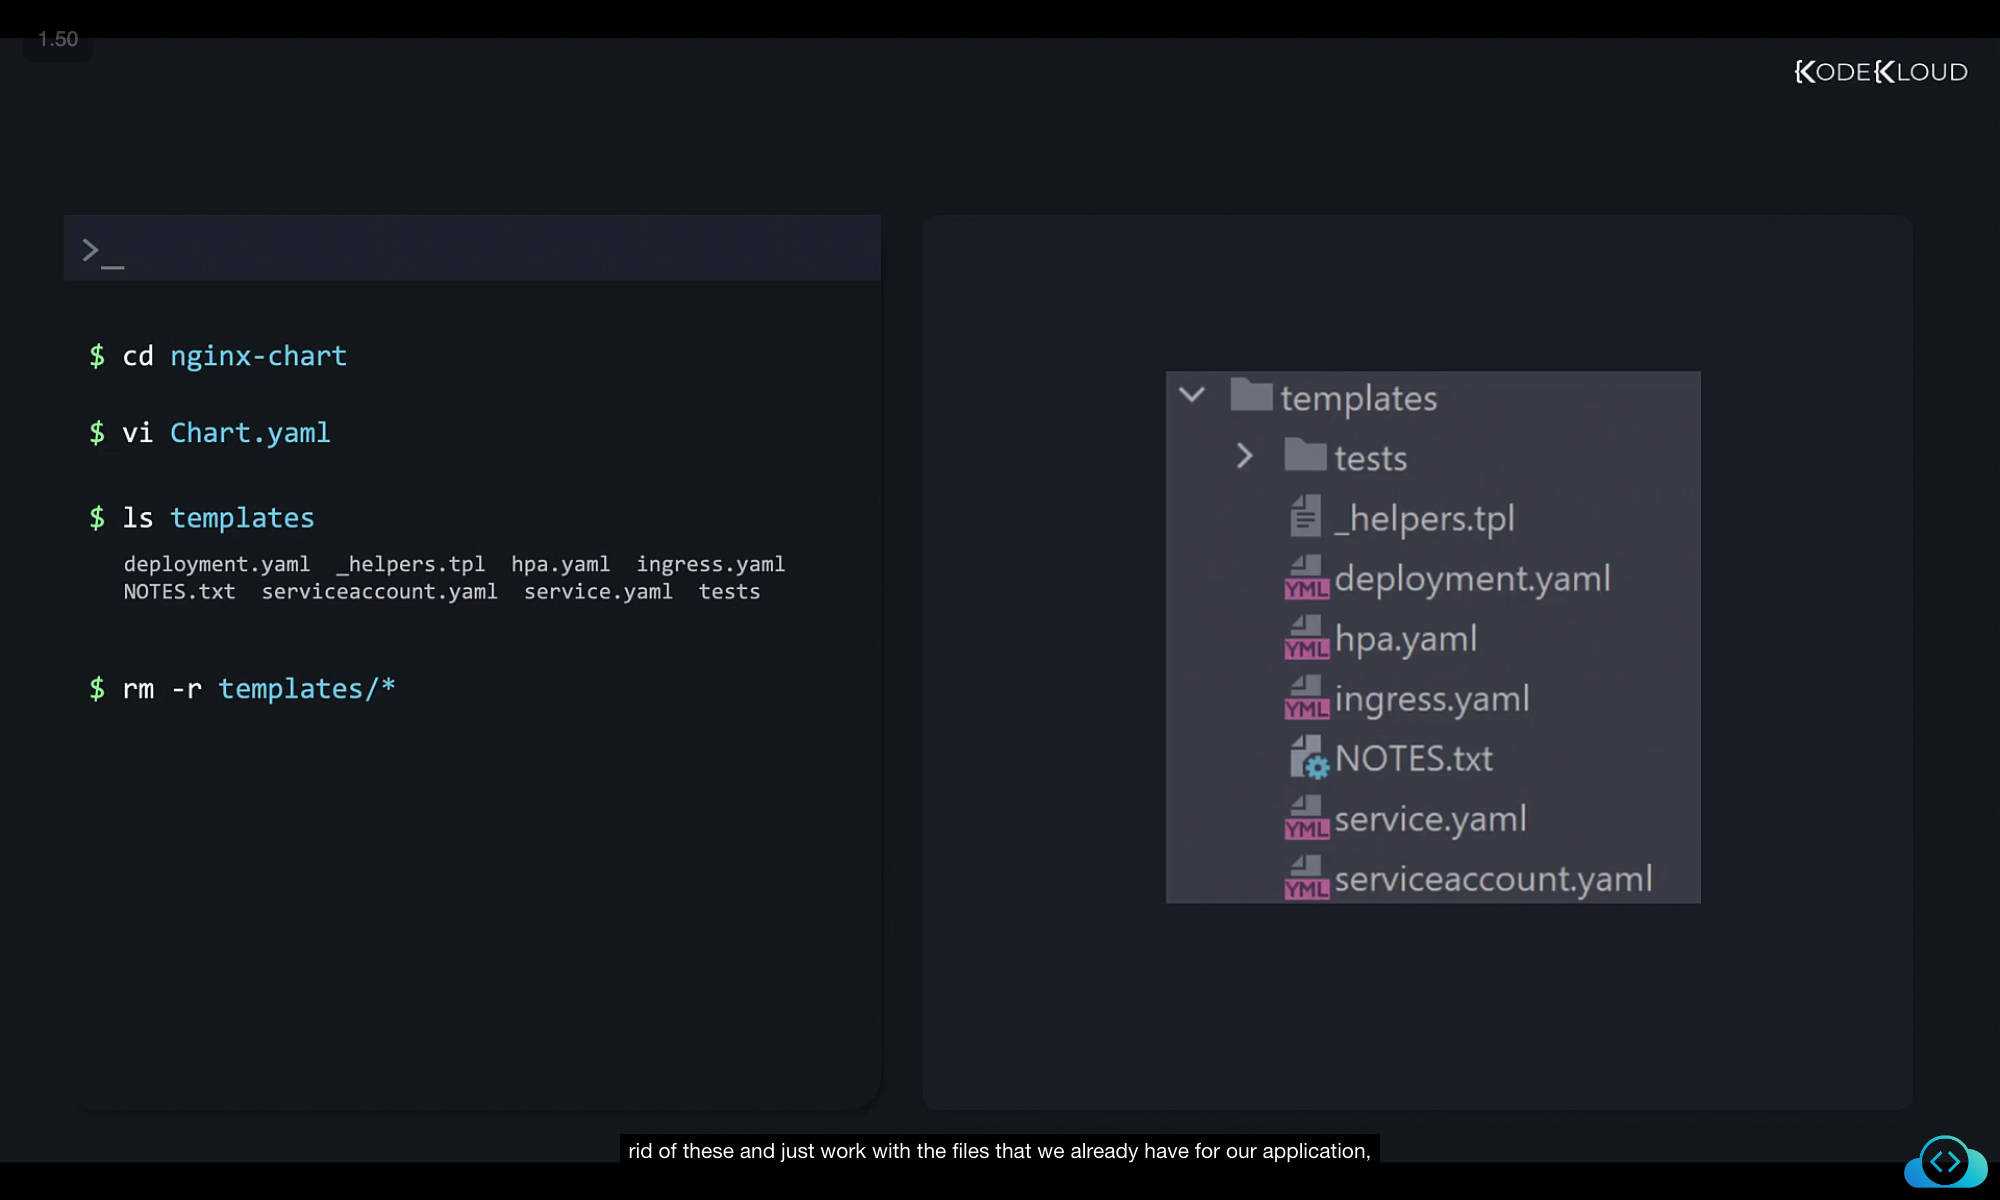 1.50
KODEKLOUD
>_
$ cd nginx-chart
$ vi Chart.yaml
$ ls templates
deployment.yaml _helpers.tpl hpa.yaml ingress.yaml
NOTES.txt serviceaccount.yaml service.yaml tests
$ rm -r templates/*
templates
tests
_helpers.tpl
YML deployment.yaml
YML hpa.yaml
YML ingress.yaml
NOTES.txt
YML service.yaml
YML serviceaccount.yaml
rid of these and just work with the files that we already have for our application,